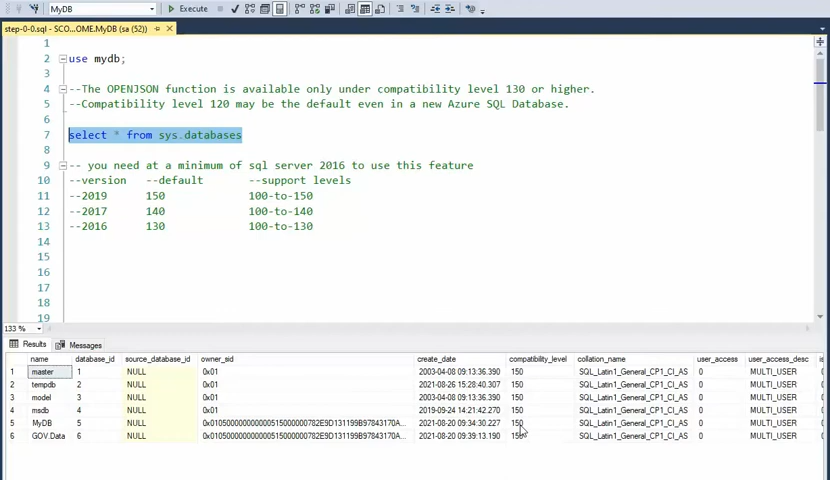 MyDB Execute
step-0-0.sql - SCO...OME.MyDB (sa (52))
1
2 use mydb;
3
4 --The OPENJSON function is available only under compatibility level 130 or higher.
5 --Compatibility level 120 may be the default even in a new Azure SQL Database.
6
7 select * from sys.databases
8
9 -- you need at a minimum of sql server 2016 to use this feature
10 --version --default --support levels
11 --2019 150 100-to-150
12 --2017 140 100-to-140
13 --2016 130 100-to-130
14
15
16
17
18
19
133 %
Results Messages
name database_id source_database_id owner_sid create_date compatibility_level collation_name user_access user_access_desc is
1 master 1 NULL 0x01 2003-04-08 09:13:36.390 150 SQL_Latin1_General_CP1_CI_AS 0 MULTI_USER 0
2 tempdb 2 NULL 0x01 2021-08-26 15:28:40.307 150 SQL_Latin1_General_CP1_CI_AS 0 MULTI_USER 0
3 model 3 NULL 0x01 2003-04-08 09:13:36.390 150 SQL_Latin1_General_CP1_CI_AS 0 MULTI_USER 0
4 msdb 4 NULL 0x01 2019-09-24 14:21:42.270 150 SQL_Latin1_General_CP1_CI_AS 0 MULTI_USER 0
5 MyDB 5 NULL 0x010500000000000515000000782E9D131199B97843170A... 2021-08-20 09:34:30.227 150 SQL_Latin1_General_CP1_CI_AS 0 MULTI_USER 0
6 GOV.Data 6 NULL 0x010500000000000515000000782E9D131199B97843170A... 2021-08-20 09:39:13.190 150 SQL_Latin1_General_CP1_CI_AS 0 MULTI_USER 0